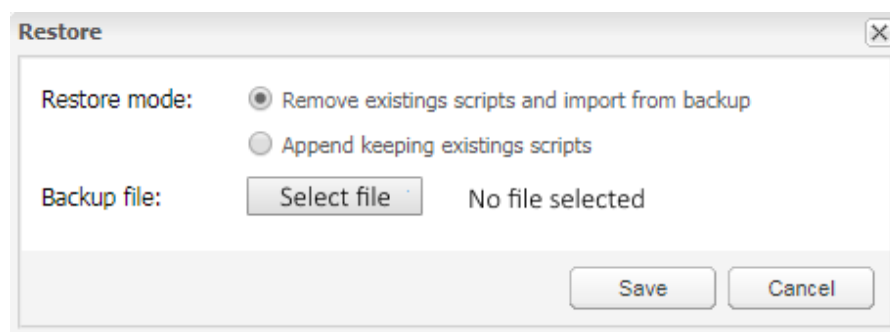 Restore
Restore mode: Remove existings scripts and import from backup
Append keeping existings scripts
Backup file: Select file No file selected
Save Cancel